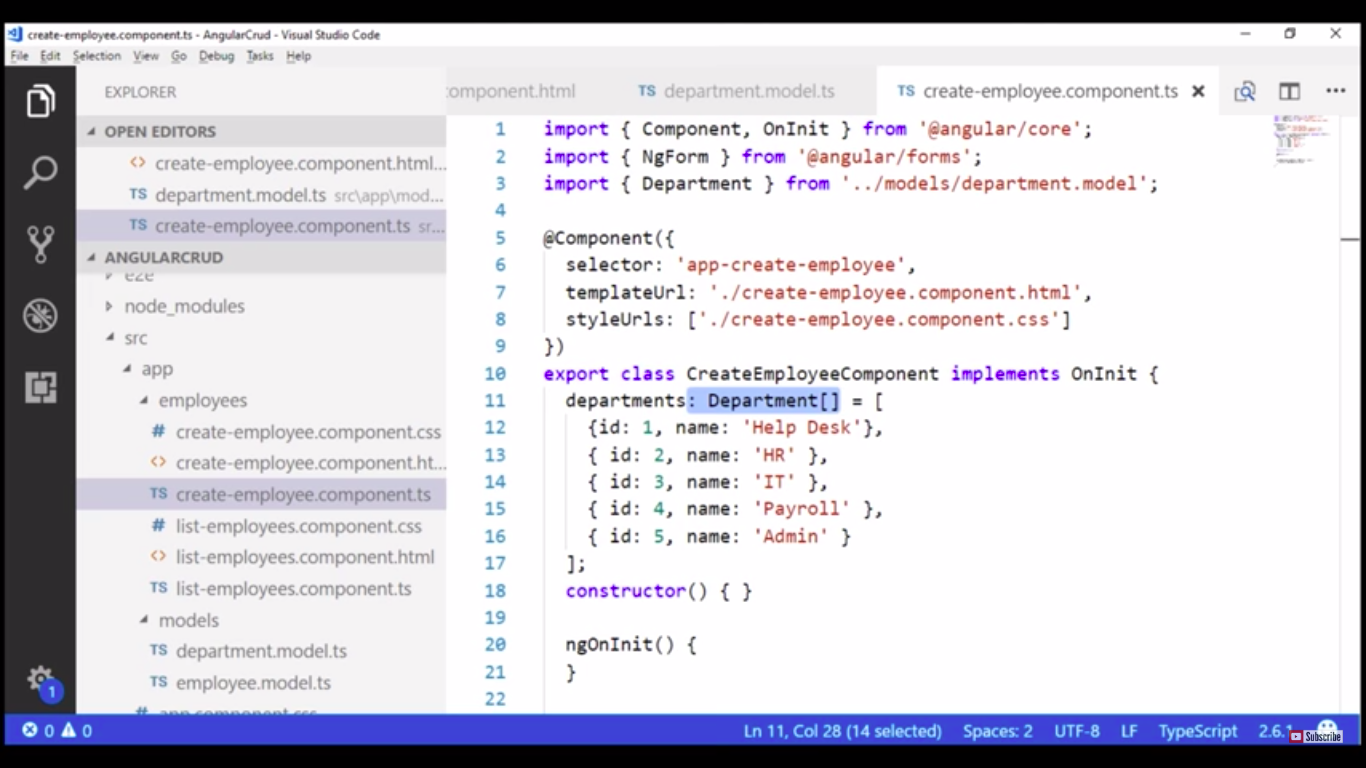 create-employee.component.ts - AngularCrud - Visual Studio Code
File Edit Selection View Go Debug Tasks Help
EXPLORER
OPEN EDITORS
create-employee.component.html...
department.model.ts src\app\mod...
create-employee.component.ts sr...
ANGULARCRUD
e2e
node_modules
src
app
employees
create-employee.component.css
create-employee.component.ht...
create-employee.component.ts
list-employees.component.css
list-employees.component.html
list-employees.component.ts
models
department.model.ts
employee.model.ts
app.component.css
1
omponent.html TS department.model.ts TS create-employee.component.ts
1 import { Component, OnInit } from '@angular/core';
2 import { NgForm } from '@angular/forms';
3 import { Department } from '../models/department.model';
4
5 @Component({
6 selector: 'app-create-employee',
7 templateUrl: './create-employee.component.html',
8 styleUrls: ['./create-employee.component.css']
9 })
10 export class CreateEmployeeComponent implements OnInit {
11 departments: Department[] = [
12 {id: 1, name: 'Help Desk'},
13 { id: 2, name: 'HR' },
14 { id: 3, name: 'IT' },
15 { id: 4, name: 'Payroll' },
16 { id: 5, name: 'Admin' }
17 ];
18 constructor() { }
19
20 ngOnInit() {
21 }
22
0 0 Ln 11, Col 28 (14 selected) Spaces: 2 UTF-8 LF TypeScript 2.6.1
Subscribe